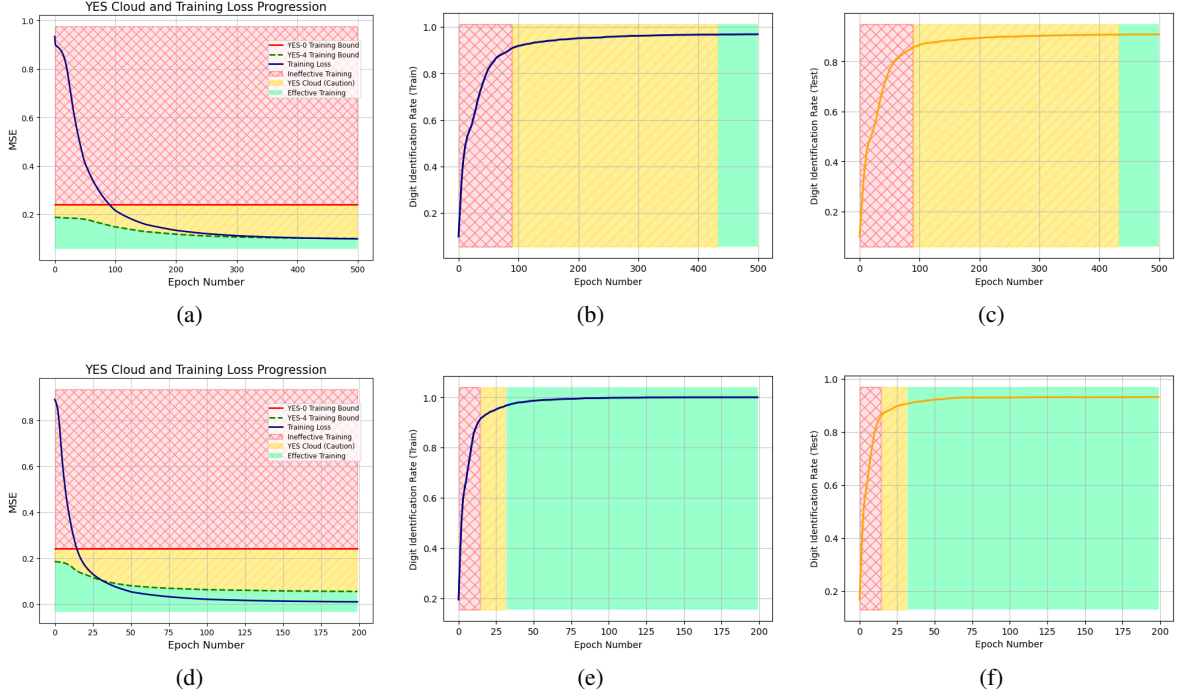 YES Cloud and Training Loss Progression
1.0
0.8
0.6
0.4
0.2
MSE
YES-0 Training Bound
YES-4 Training Bound
Training Loss
Ineffective Training
YES Cloud (Caution)
Effective Training
0 100 200 300 400 500
Epoch Number
(a)
1.0
0.8
0.6
0.4
0.2
Digit Identification Rate (Train)
0 100 200 300 400 500
Epoch Number
(b)
1.0
0.8
0.6
0.4
0.2
Digit Identification Rate (Test)
0 100 200 300 400 500
Epoch Number
(c)
YES Cloud and Training Loss Progression
0.8
0.6
0.4
0.2
0.0
MSE
YES-0 Training Bound
YES-4 Training Bound
Training Loss
Ineffective Training
YES Cloud (Caution)
Effective Training
0 25 50 75 100 125 150 175 200
Epoch Number
(d)
1.0
0.8
0.6
0.4
0.2
Digit Identification Rate (Train)
0 25 50 75 100 125 150 175 200
Epoch Number
(e)
1.0
0.8
0.6
0.4
0.2
Digit Identification Rate (Test)
0 25 50 75 100 125 150 175 200
Epoch Number
(f)